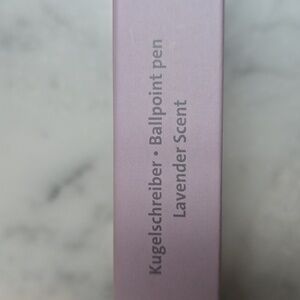 Kugelschreiber • Ballpoint pen
Lavender Scent